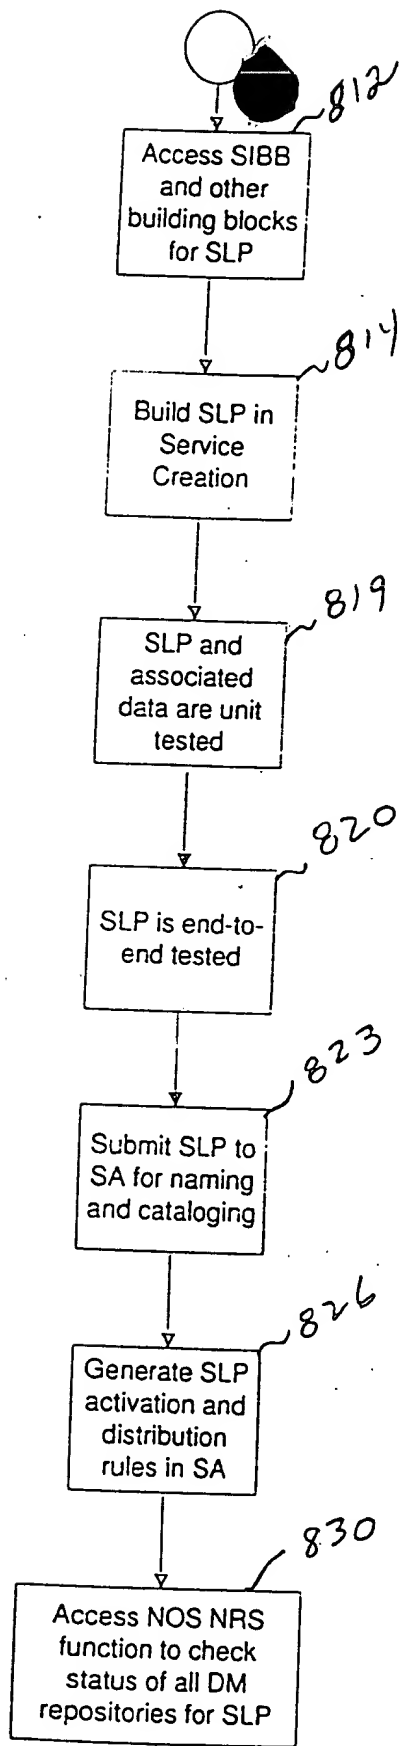 812
Access SIBB
and other
building blocks
for SLP
814
Build SLP in
Service
Creation
819
SLP and
associated
data are unit
tested
820
SLP is end-to-
end tested
823
Submit SLP to
SA for naming
and cataloging
826
Generate SLP
activation and
distribution
rules in SA
830
Access NOS NRS
function to check
status of all DM
repositories for SLP